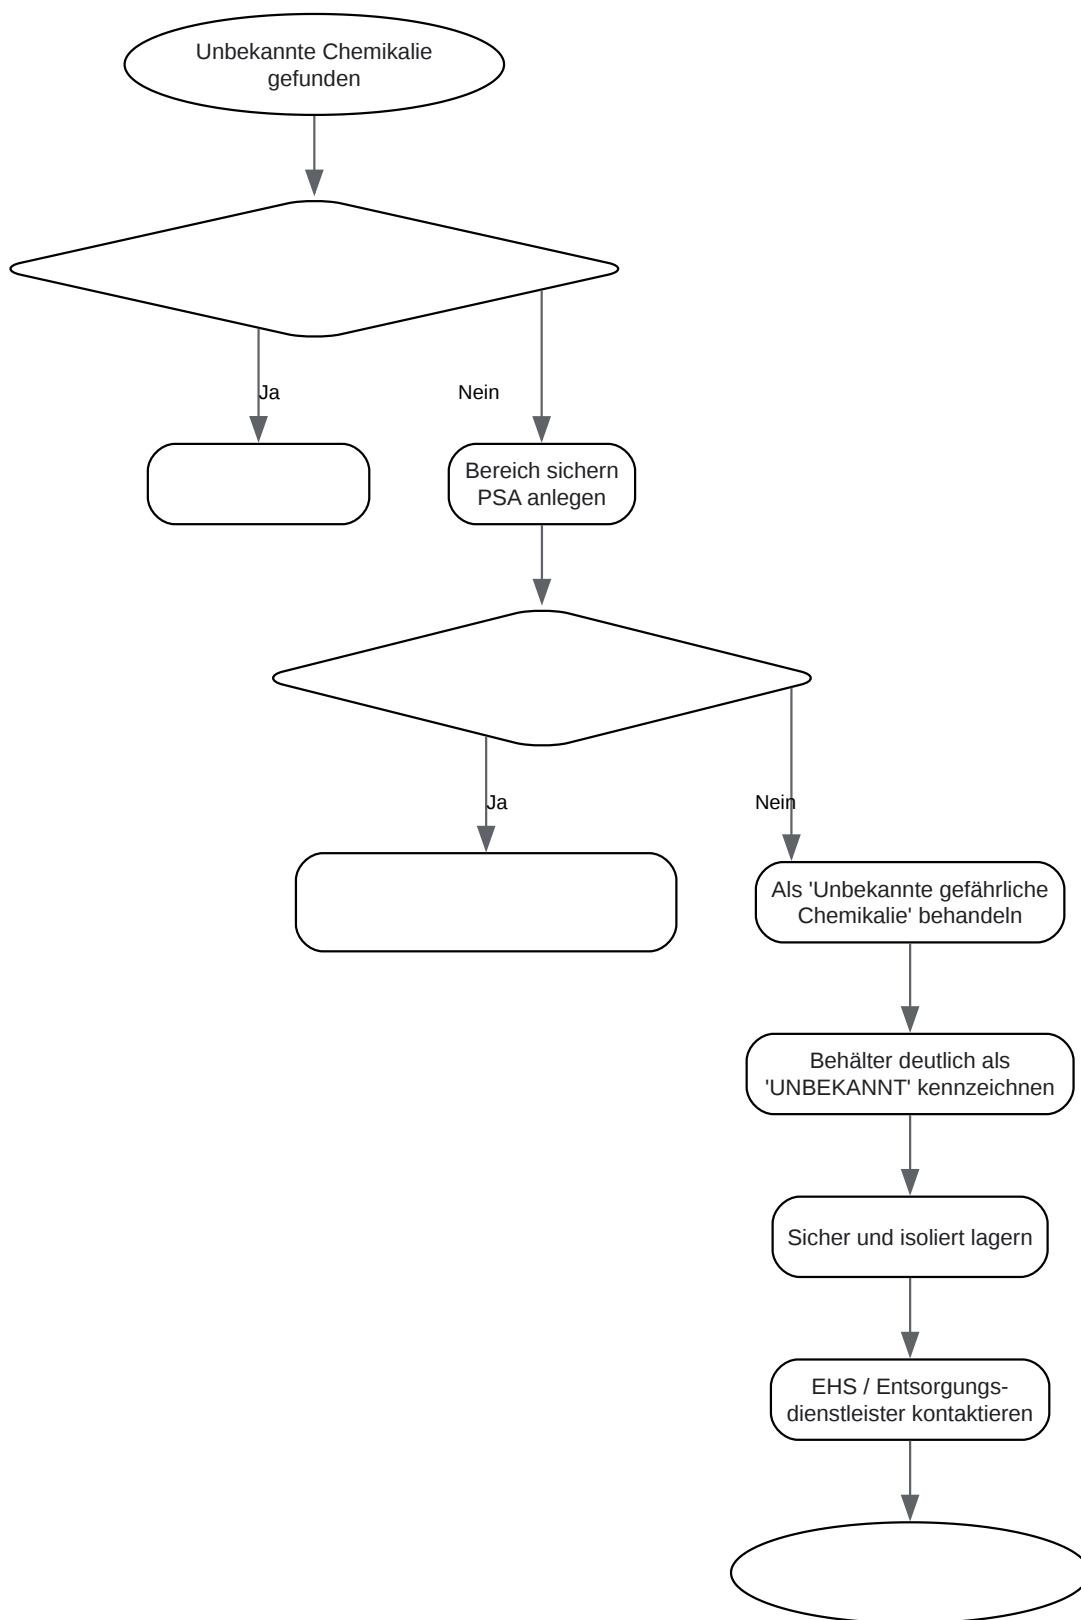 Unbekannte Chemikalie
gefunden
Ja
Nein
Bereich sichern
PSA anlegen
Ja
Nein
Als 'Unbekannte gefährliche
Chemikalie' behandeln
Behälter deutlich als
'UNBEKANNT' kennzeichnen
Sicher und isoliert lagern
EHS / Entsorgungs-
dienstleister kontaktieren